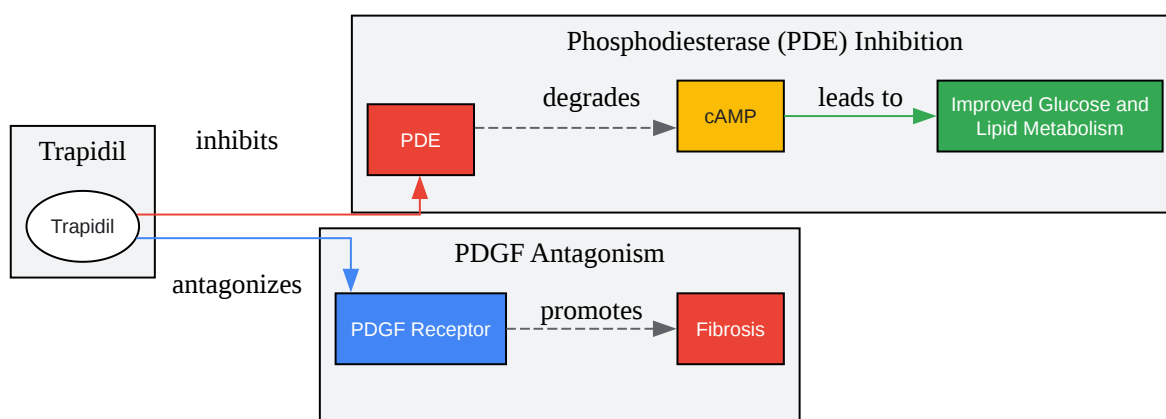 Phosphodiesterase (PDE) Inhibition
degrades
leads to
Improved Glucose and
Lipid Metabolism
cAMP
PDE
inhibits
Trapidil
Trapidil
antagonizes
PDGF Antagonism
PDGF Receptor
promotes
Fibrosis